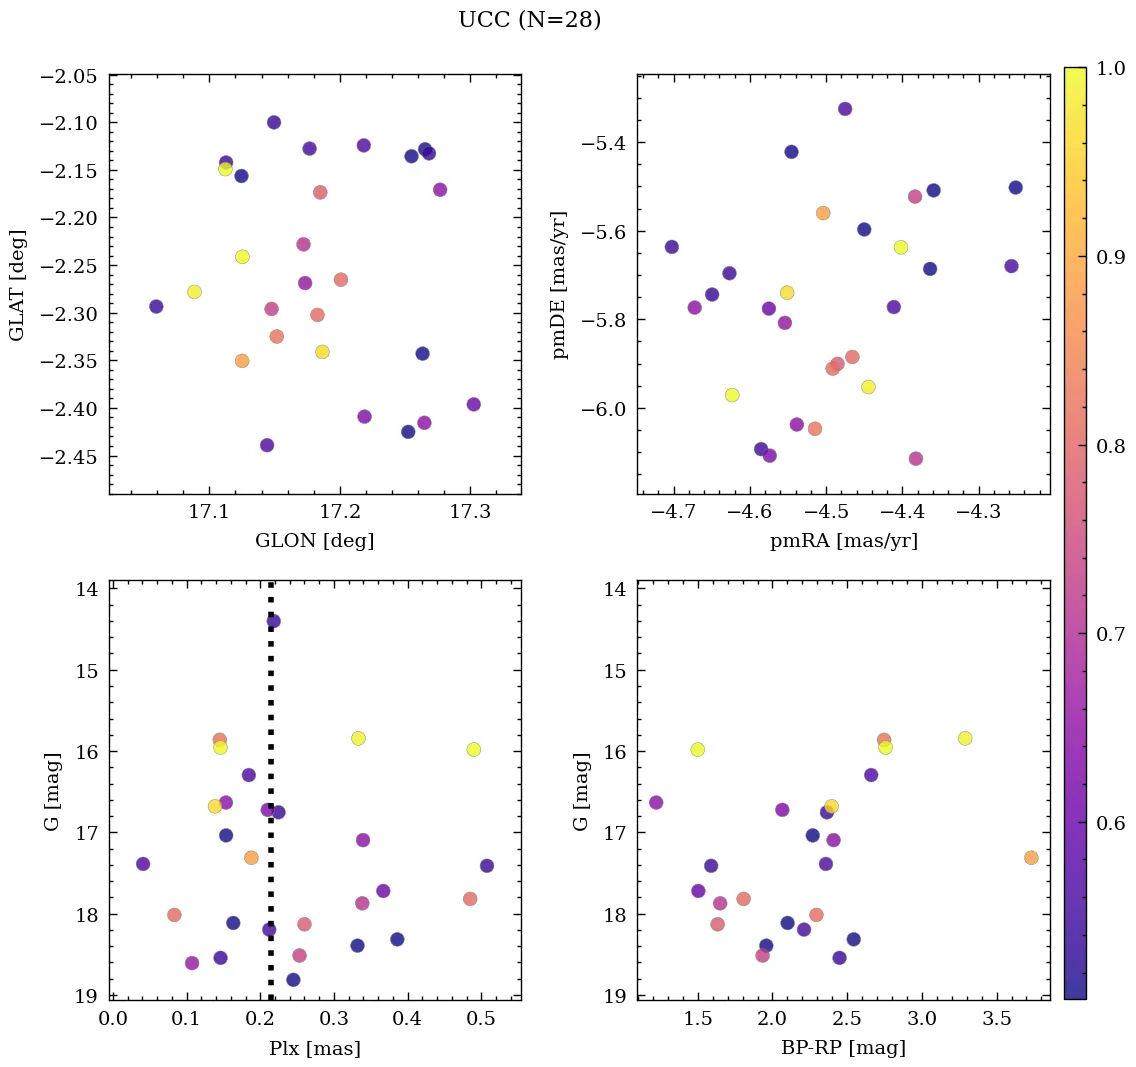 UCC (N=28)
−2.05
−2.10
−2.15
−2.20
−2.25
−2.30
−2.35
−2.40
−2.45
GLAT [deg]
17.1 17.2 17.3
GLON [deg]
−5.4
−5.6
−5.8
−6.0
pmDE [mas/yr]
−4.7 −4.6 −4.5 −4.4 −4.3
pmRA [mas/yr]
14
15
16
17
18
19
G [mag]
0.0 0.1 0.2 0.3 0.4 0.5
Plx [mas]
14
15
16
17
18
19
G [mag]
1.5 2.0 2.5 3.0 3.5
BP-RP [mag]
1.0
0.9
0.8
0.7
0.6